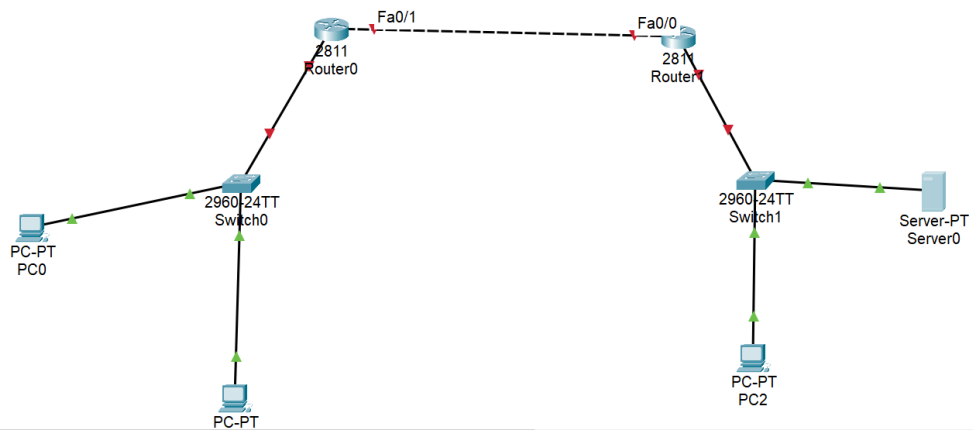 Fa0/1
Fa0/0
2811
Router0
2811
Router1
2960-24TT
Switch0
2960-24TT
Switch1
Server-PT
Server0
PC-PT
PC0
PC-PT
PC2
PC-PT